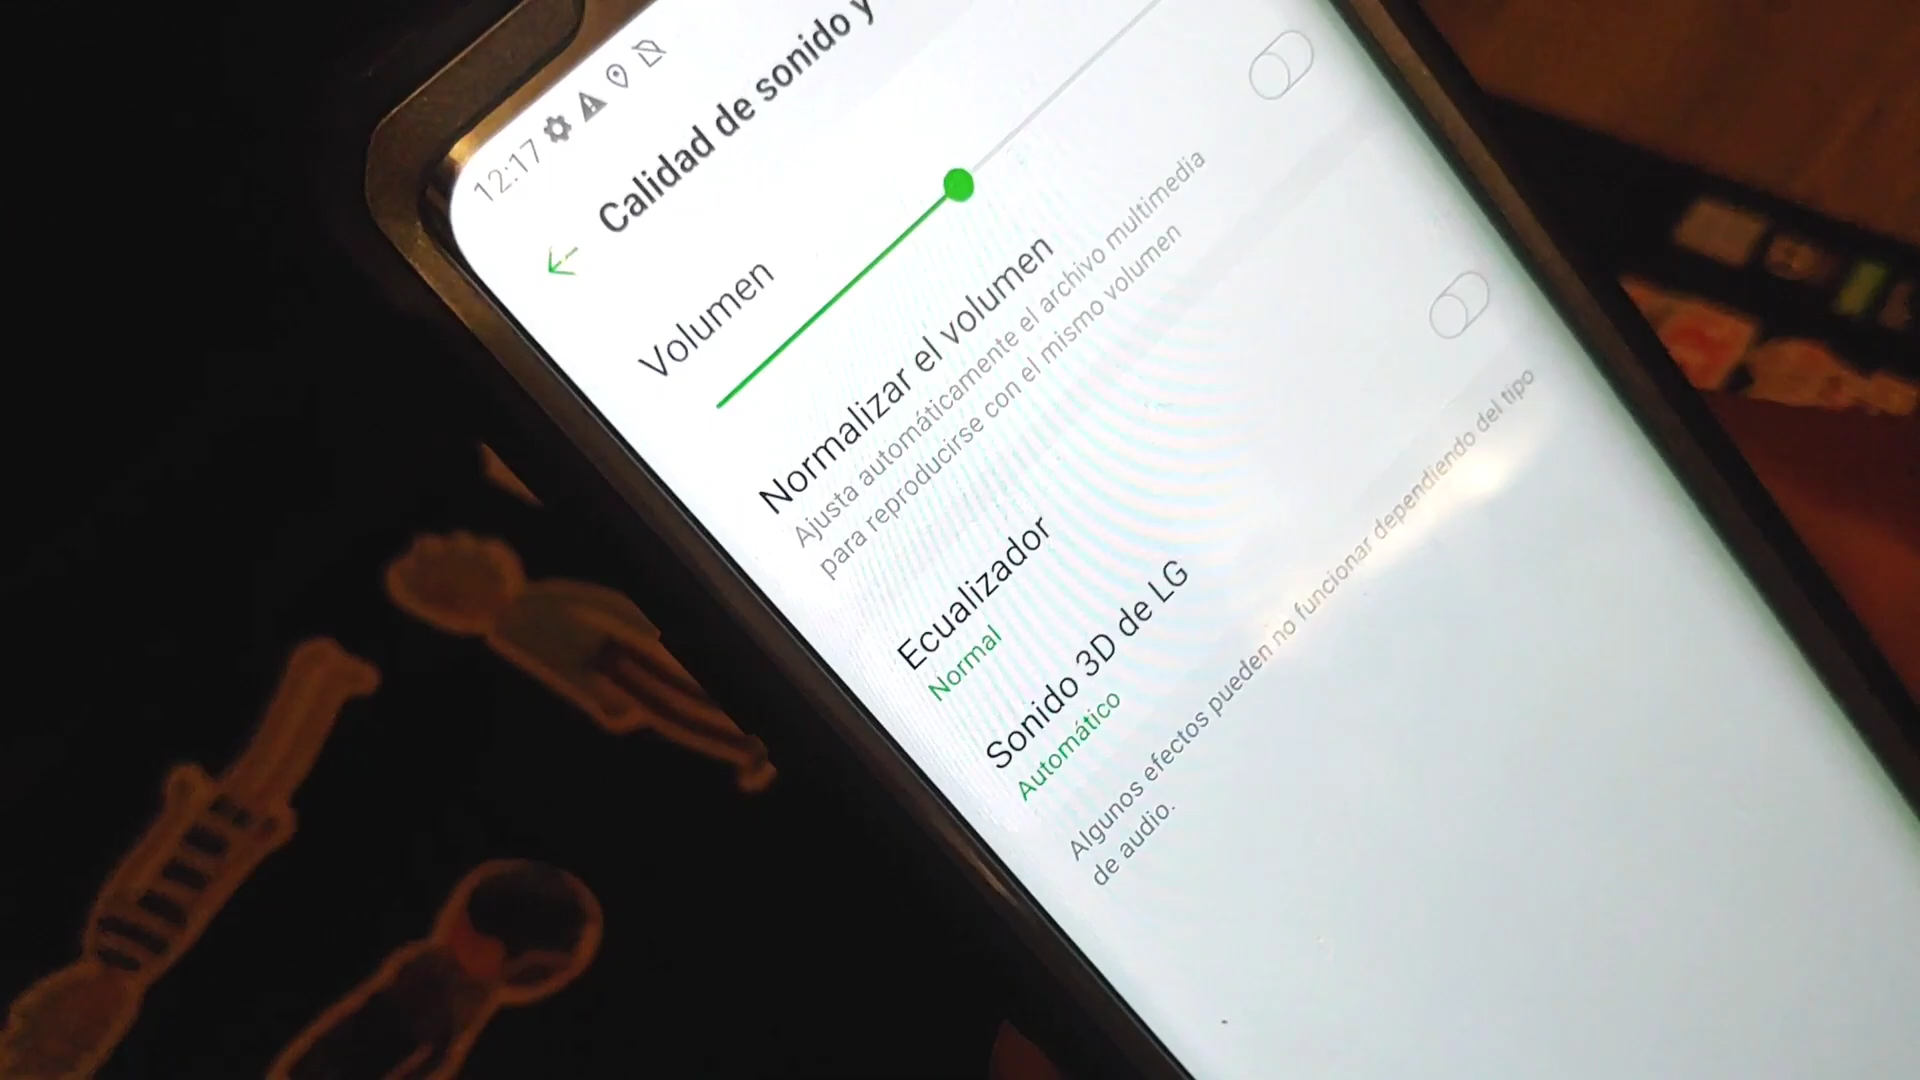 12:17
Calidad de sonido y
Volumen
Normalizar el volumen
Ajusta automáticamente el archivo multimedia
para reproducirse con el mismo volumen
Ecualizador
Normal
Sonido 3D de LG
Automático
Algunos efectos pueden no funcionar dependiendo del tipo
de audio.